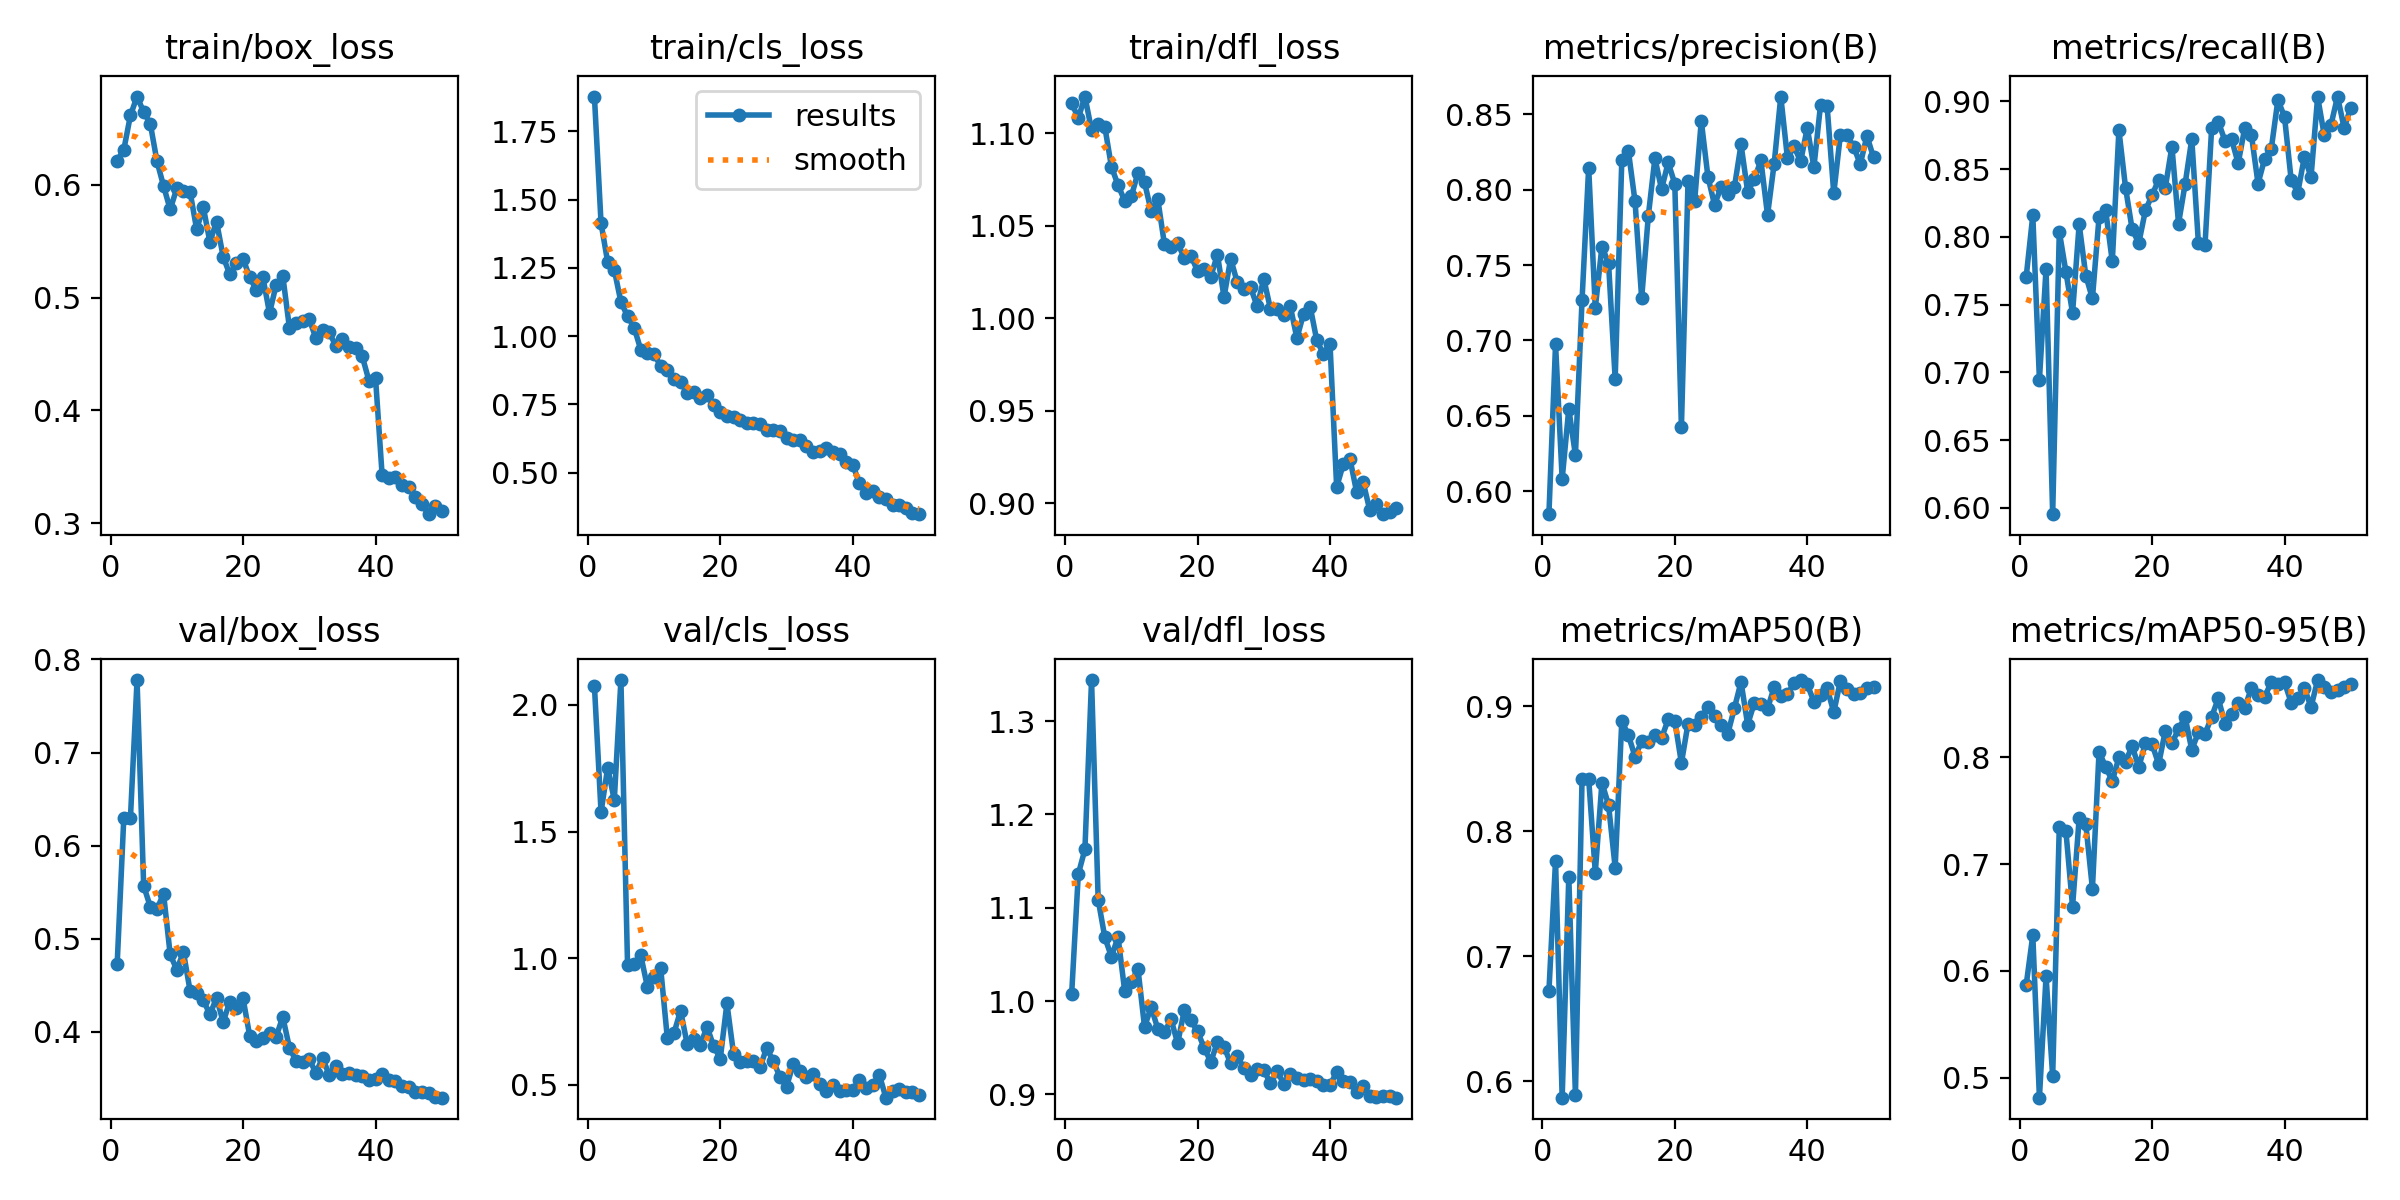 train/box_loss
0.6
0.5
0.4
0.3
0 20 40
train/cls_loss
results
smooth
1.75
1.50
1.25
1.00
0.75
0.50
0 20 40
train/dfl_loss
1.10
1.05
1.00
0.95
0.90
0 20 40
metrics/precision(B)
0.85
0.80
0.75
0.70
0.65
0.60
0 20 40
metrics/recall(B)
0.90
0.85
0.80
0.75
0.70
0.65
0.60
0 20 40
val/box_loss
0.8
0.7
0.6
0.5
0.4
0 20 40
val/cls_loss
2.0
1.5
1.0
0.5
0 20 40
val/dfl_loss
1.3
1.2
1.1
1.0
0.9
0 20 40
metrics/mAP50(B)
0.9
0.8
0.7
0.6
0 20 40
metrics/mAP50-95(B)
0.8
0.7
0.6
0.5
0 20 40